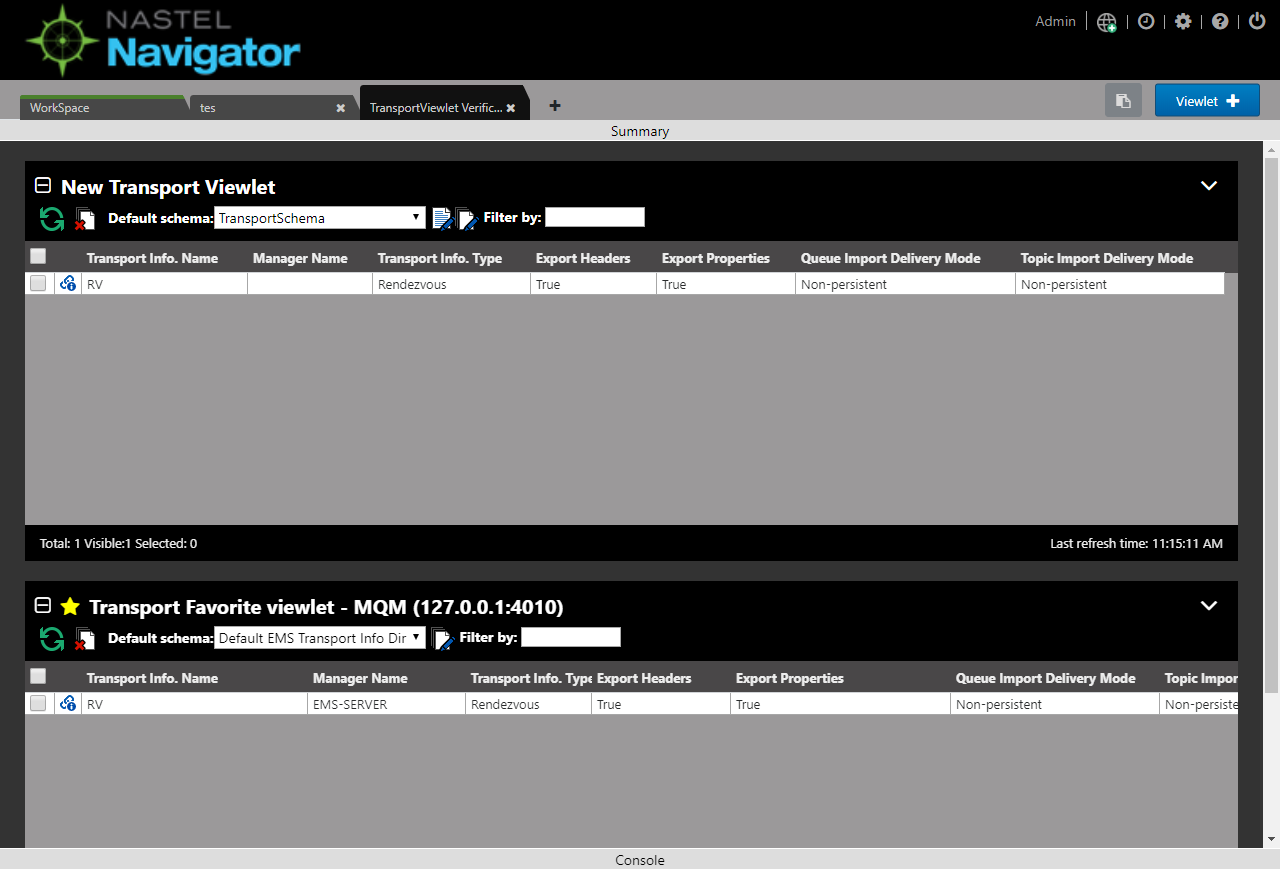 NASTEL
Navigator
Admin
WorkSpace
tes
TransportViewlet Verific...
Viewlet
Summary
New Transport Viewlet
Default schema: TransportSchema Filter by:
Transport Info. Name Manager Name Transport Info. Type Export Headers Export Properties Queue Import Delivery Mode Topic Import Delivery Mode
RV Rendezvous True True Non-persistent Non-persistent
Total: 1 Visible:1 Selected: 0 Last refresh time: 11:15:11 AM
Transport Favorite viewlet - MQM (127.0.0.1:4010)
Default schema: Default EMS Transport Info Dir Filter by:
Transport Info. Name Manager Name Transport Info. Type Export Headers Export Properties Queue Import Delivery Mode Topic Impor
RV EMS-SERVER Rendezvous True True Non-persistent Non-persiste
Console